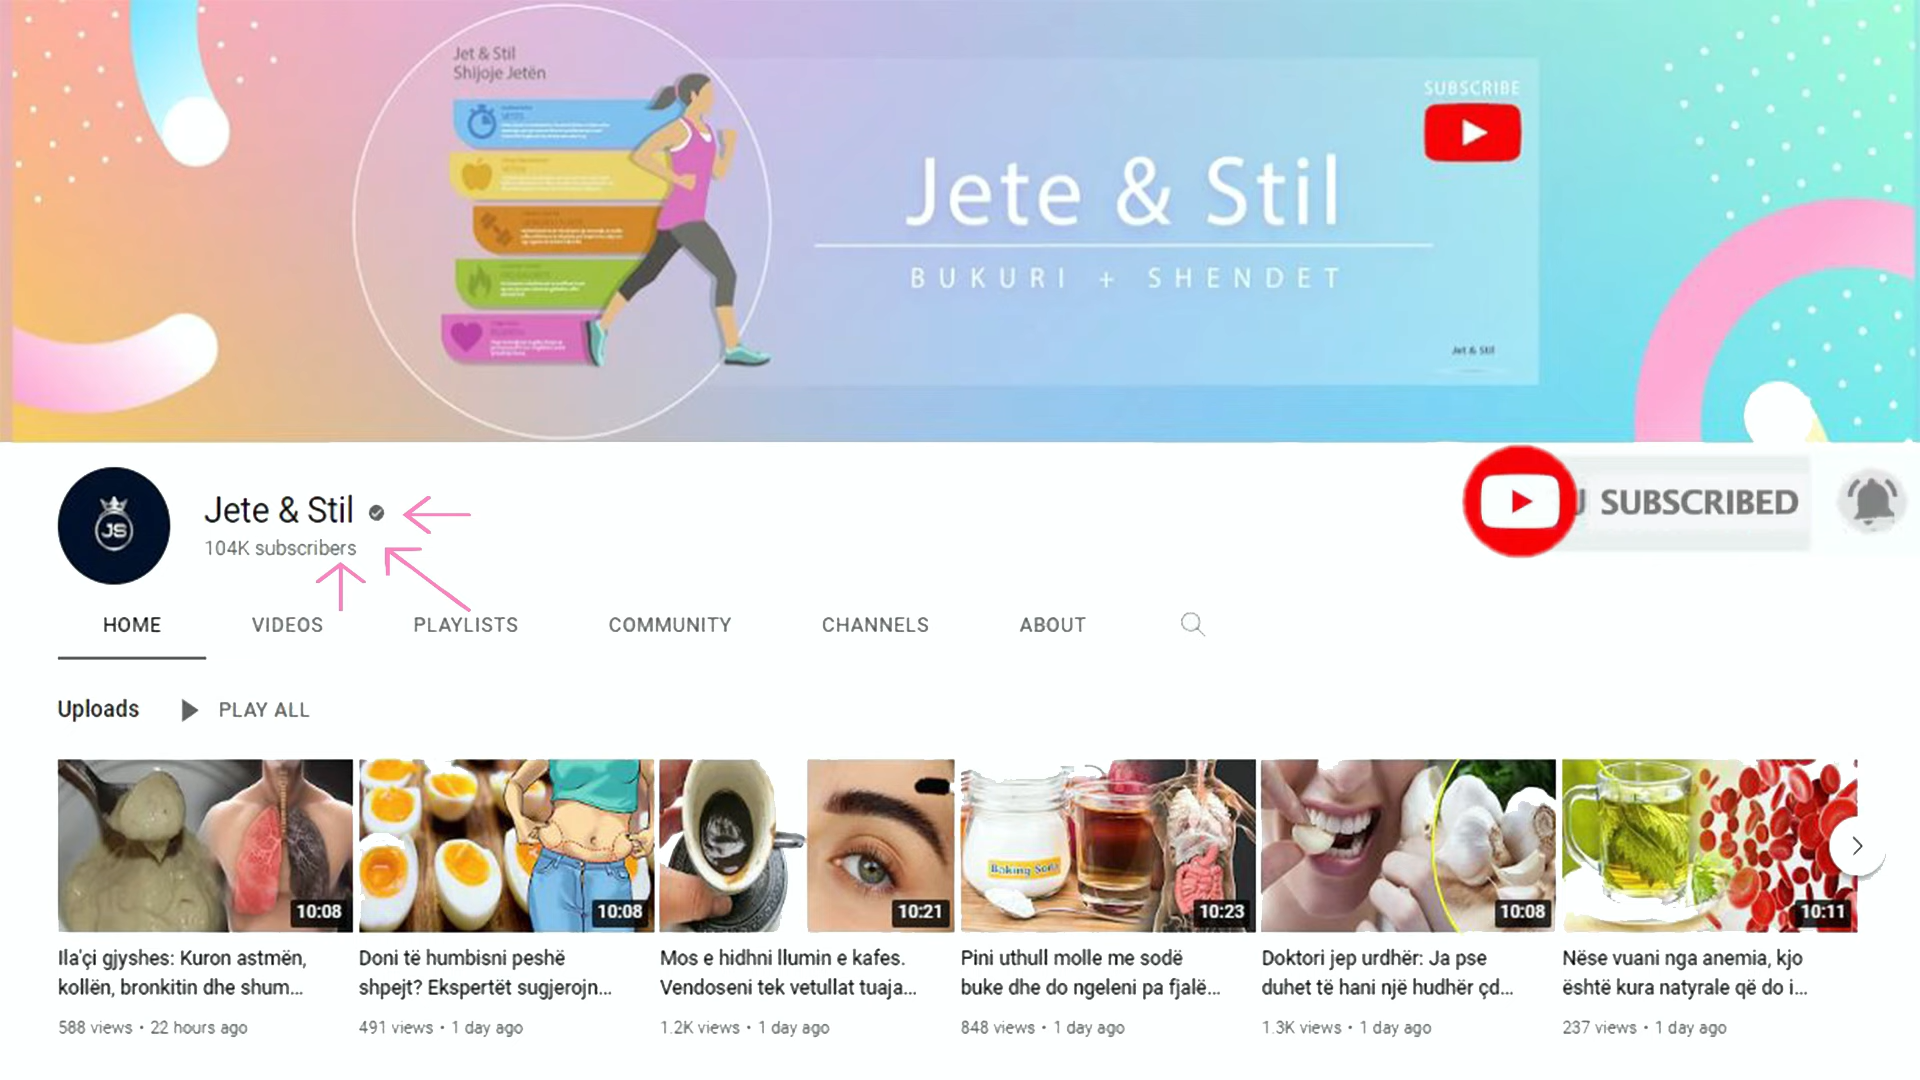 Jet & Stil
Shijoje Jetën
SUBSCRIBE
Jete & Stil
BUKURI + SHENDET
Jet & Stil
JS
Jete & Stil
104K subscribers
SUBSCRIBED
HOME VIDEOS PLAYLISTS COMMUNITY CHANNELS ABOUT
Uploads PLAY ALL
Baking Soda
10:08 10:08 10:21 10:23 10:08 10:11
Ila'çi gjyshes: Kuron astmën,
kollën, bronkitin dhe shum...
588 views • 22 hours ago
Doni të humbisni peshë
shpejt? Ekspertët sugjerojn...
491 views • 1 day ago
Mos e hidhni llumin e kafes.
Vendoseni tek vetullat tuaja...
1.2K views • 1 day ago
Pini uthull molle me sodë
buke dhe do ngeleni pa fjalë...
848 views • 1 day ago
Doktori jep urdhër: Ja pse
duhet të hani një hudhër çd...
1.3K views • 1 day ago
Nëse vuani nga anemia, kjo
është kura natyrale që do i...
237 views • 1 day ago